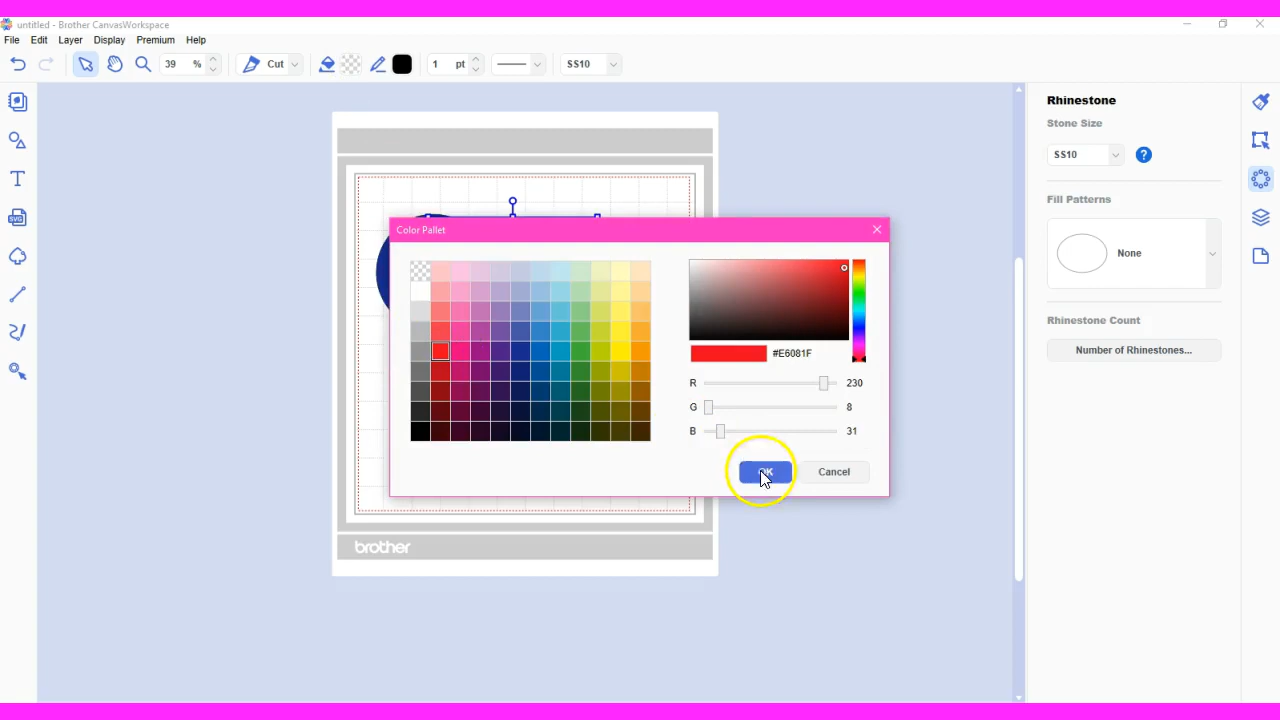 untitled - Brother CanvasWorkspace
File Edit Layer Display Premium Help
39 % Cut 1 pt SS10
Rhinestone
Stone Size
SS10 ?
Fill Patterns
None
Rhinestone Count
Number of Rhinestones...
T
SVG
Color Pallet
#E6081F
R 230
G 8
B 31
OK Cancel
brother